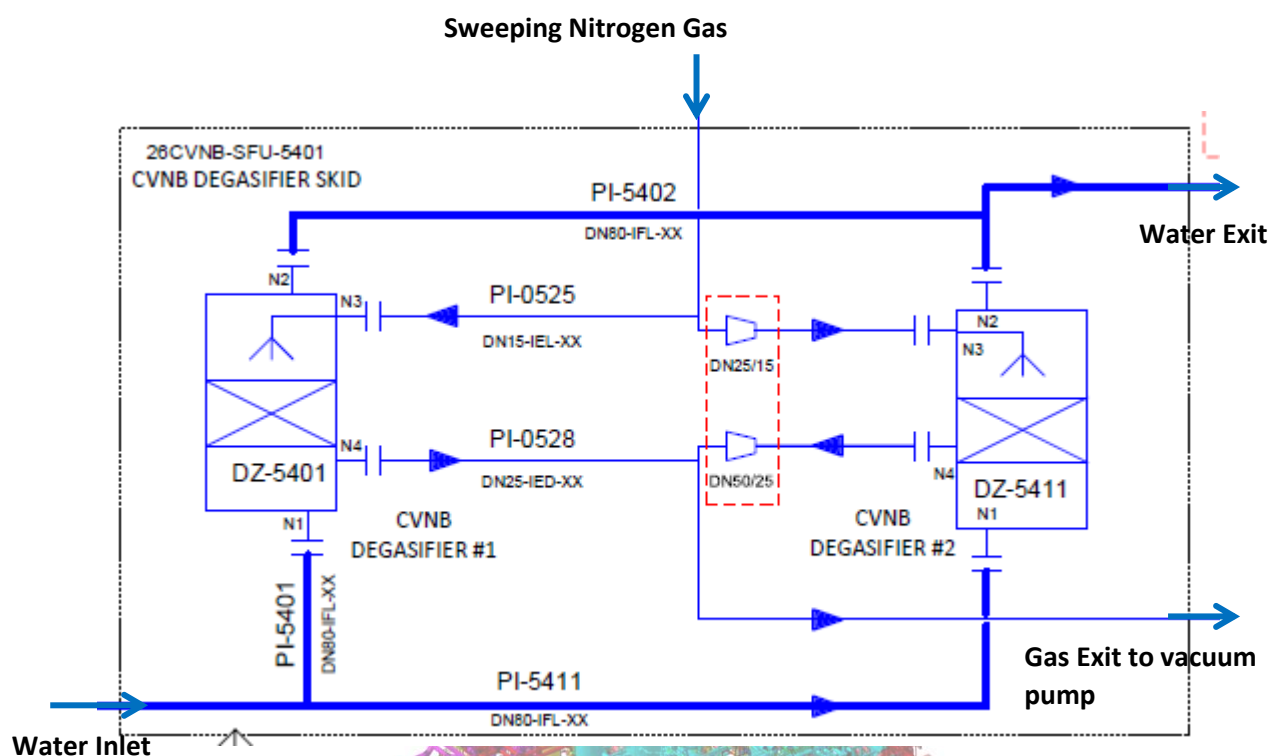 Sweeping Nitrogen Gas
26CVNB-SFU-5401
CVNB DEGASIFIER SKID
PI-5402
DN80-IFL-XX
Water Exit
N2
N3
PI-0525
DN15-IEL-XX
DN25/15
N2
N3
N4
PI-0528
DN25-IED-XX
DN50/25
N4
DZ-5401
DZ-5411
N1
CVNB
DEGASIFIER #1
CVNB
DEGASIFIER #2
N1
PI-5401
DN80-IFL-XX
Gas Exit to vacuum
pump
PI-5411
DN80-IFL-XX
Water Inlet